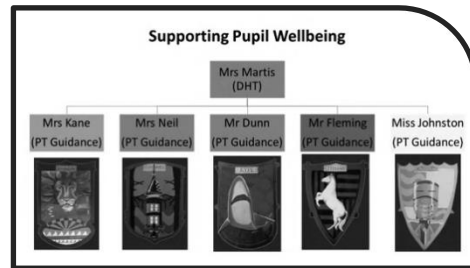 Supporting Pupil Wellbeing
Mrs Martis
(DHT)
Mrs Kane
(PT Guidance)
Mrs Neil
(PT Guidance)
Mr Dunn
(PT Guidance)
Mr Fleming
(PT Guidance)
Miss Johnston
(PT Guidance)